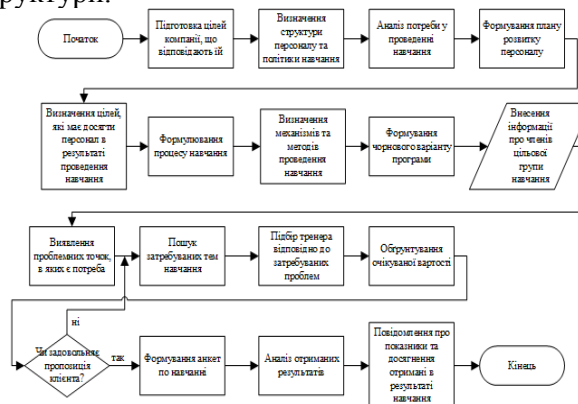 руктури.
Початок
Підготовка цілей
компанії, що
відповідають їй
Визначення
структури
персоналу та
політики навчання
Аналіз потреби у
проведенні
навчання
Формування плану
розвитку
персоналу
Визначення цілей,
які має досягти
персонал в
результаті
проведення
навчання
Формулювання
процесу навчання
Визначення
механізмів та
методів
проведення
навчання
Формування
чорнового варіанту
програми
Внесення
інформації
про членів
цільової
групи
навчання
Виявлення
проблемних точок,
в яких є потреба
Пошук
затребуваних тем
навчання
Підбір тренера
відповідно до
затребуваних
проблем
Обґрунтування
очікуваної вартості
ні
Чи задовольняє
пропозиція
клієнта?
так
Формування анкет
по навчанні
Аналіз отриманих
результатів
Повідомлення про
показники та
досягнення
отримані в
результаті
навчання
Кінець